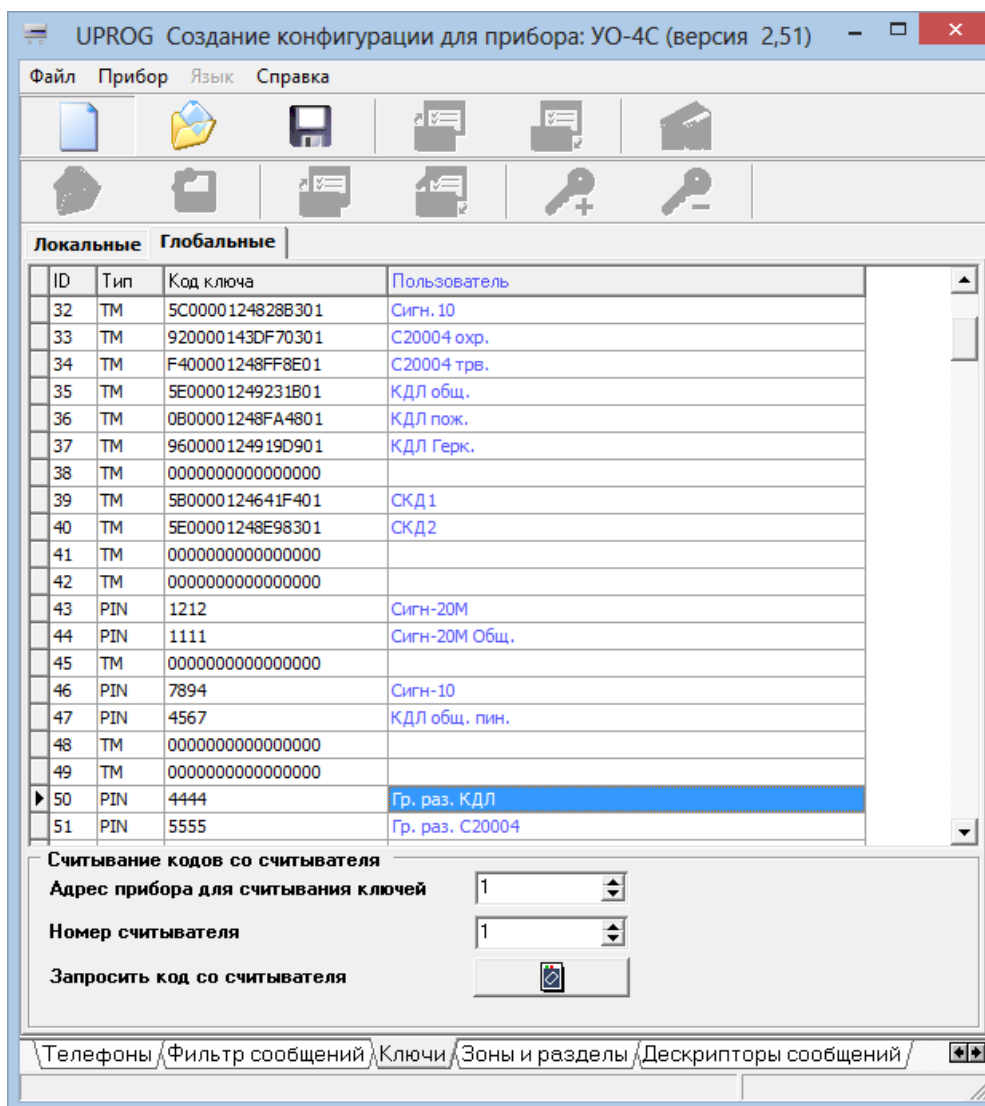 UPROG Создание конфигурации для прибора: УО-4С (версия 2,51)
Файл Прибор Язык Справка
Локальные Глобальные
ID Тип Код ключа Пользователь
32 TM 5C0000124828B301 Сигн.10
33 TM 920000143DF70301 С20004 охр.
34 TM F400001248FF8E01 С20004 трв.
35 TM 5E00001249231B01 КДЛ общ.
36 TM 0B00001248FA4801 КДЛ пож.
37 TM 960000124919D901 КДЛ Герк.
38 TM 0000000000000000
39 TM 5B0000124641F401 СКД1
40 TM 5E00001248E98301 СКД2
41 TM 0000000000000000
42 TM 0000000000000000
43 PIN 1212 Сигн-20М
44 PIN 1111 Сигн-20М Общ.
45 TM 0000000000000000
46 PIN 7894 Сигн-10
47 PIN 4567 КДЛ общ. пин.
48 TM 0000000000000000
49 TM 0000000000000000
50 PIN 4444 Гр. раз. КДЛ
51 PIN 5555 Гр. раз. С20004
Считывание кодов со считывателя
Адрес прибора для считывания ключей 1
Номер считывателя 1
Запросить код со считывателя
Телефоны Фильтр сообщений Ключи Зоны и разделы Дескрипторы сообщений